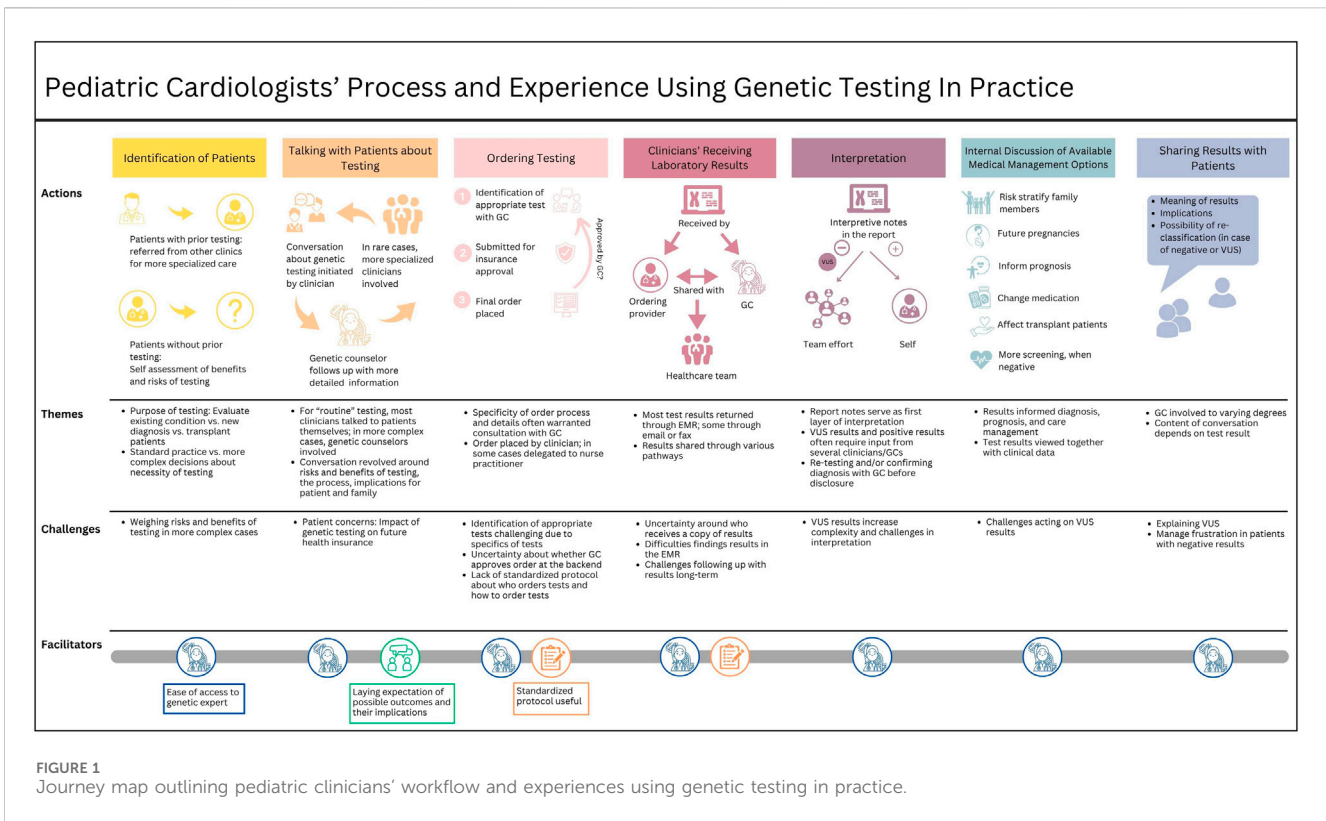 Pediatric Cardiologists' Process and Experience Using Genetic Testing In Practice
Identification of Patients
Talking with Patients about
Testing
Ordering Testing
Clinicians' Receiving
Laboratory Results
Interpretation
Internal Discussion of Available
Medical Management Options
Sharing Results with
Patients
Actions
Patients with prior testing:
referred from other clinics
for more specialized care
Patients without prior
testing:
Self assessment of benefits
and risks of testing
Conversation
about genetic
testing initiated
by clinician
In rare cases,
more specialized
clinicians
involved
Genetic counselor
follows up with more
detailed information
1
Identification of
appropriate test
with GC
2
Submitted for
insurance
approval
3
Final order
placed
Approved by GC?
Received by
Ordering
provider
Shared with
GC
Healthcare team
Interpretive notes
in the report
VUS
Team effort
Self
Risk stratify family
members
Future pregnancies
Inform prognosis
Change medication
Affect transplant patients
More screening, when
negative
• Meaning of results
• Implications
• Possibility of re-
classification (in case
of negative or VUS)
Themes
• Purpose of testing: Evaluate
existing condition vs. new
diagnosis vs. transplant
patients
• Standard practice vs. more
complex decisions about
necessity of testing
• For "routine" testing, most
clinicians talked to patients
themselves; in more complex
cases, genetic counselors
involved
• Conversation revolved around
risks and benefits of testing,
the process, implications for
patient and family
• Specificity of order process
and details often warranted
consultation with GC
• Order placed by clinician; in
some cases delegated to nurse
practitioner
• Most test results returned
through EMR; some through
email or fax
• Results shared through various
pathways
• Report notes serve as first
layer of interpretation
• VUS results and positive results
often require input from
several clinicians/GCs
• Re-testing and/or confirming
diagnosis with GC before
disclosure
• Results informed diagnosis,
prognosis, and care management
• Test results viewed together
with clinical data
• GC involved to varying degrees
• Content of conversation
depends on test result
Challenges
• Weighing risks and benefits of
testing in more complex cases
• Patient concerns: Impact of
genetic testing on future
health insurance
• Identification of appropriate
tests challenging due to
specifics of tests
• Uncertainty about whether GC
approves order at the backend
• Lack of standardized protocol
about who orders tests and
how to order tests
• Uncertainty around who
receives a copy of results
• Difficulties findings results in
the EMR
• Challenges following up with
results long-term
• VUS results increase
complexity and challenges in
interpretation
• Challenges acting on VUS
results
• Explaining VUS
• Manage frustration in patients
with negative results
Facilitators
Ease of access to
genetic expert
Laying expectation of
possible outcomes and
their implications
Standardized
protocol useful
FIGURE 1
Journey map outlining pediatric clinicians' workflow and experiences using genetic testing in practice.